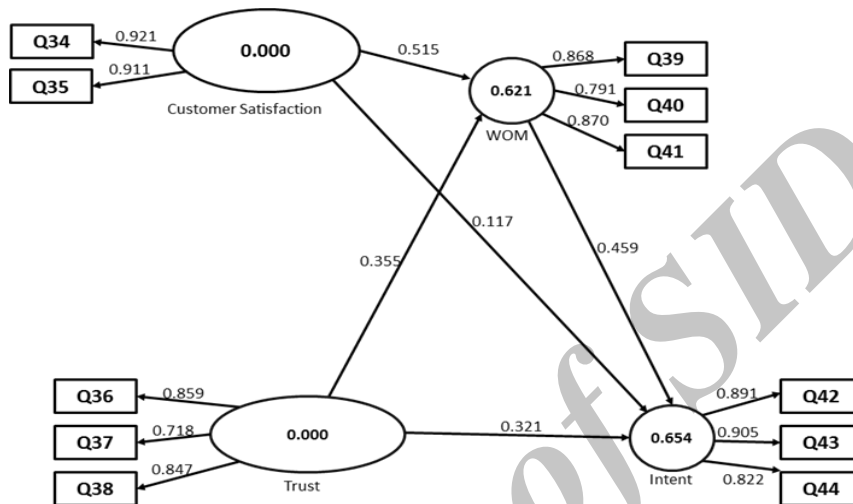 Q34
0.921
Q35
0.911
0.000
Customer Satisfaction
0.515
0.621
WOM
0.868
Q39
0.791
Q40
0.870
Q41
0.117
0.355
0.459
Q36
0.859
Q37
0.718
Q38
0.847
0.000
Trust
0.321
0.654
Intent
0.891
Q42
0.905
Q43
0.822
Q44
of SID